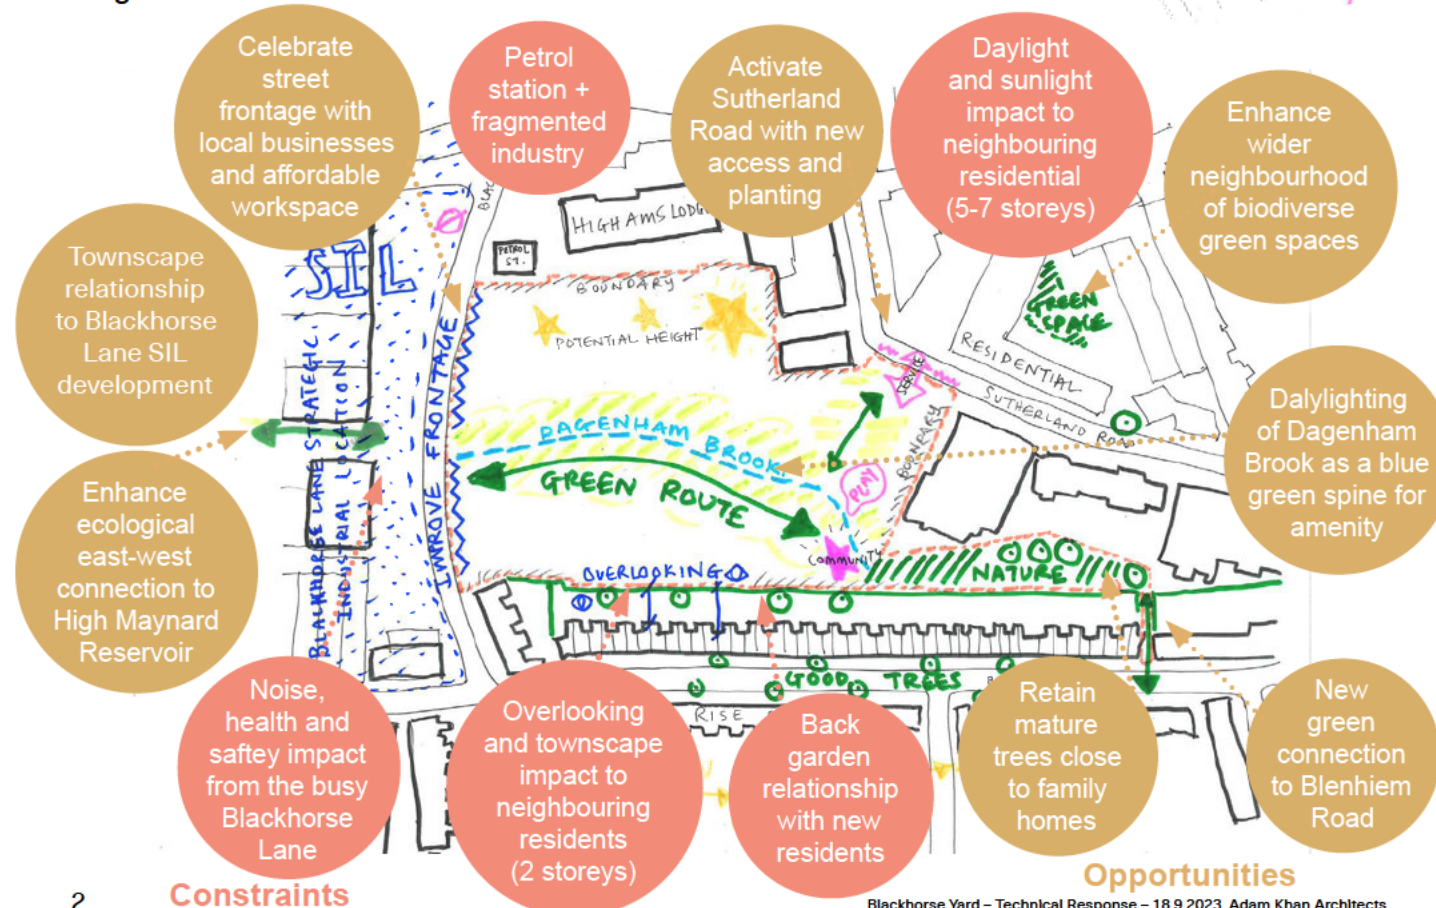 Celebrate
street
frontage with
local businesses
and affordable
workspace
Petrol
station +
fragmented
industry
Activate
Sutherland
Road with new
access and
planting
Daylight
and sunlight
impact to
neighbouring
residential
(5-7 storeys)
Enhance
wider
neighbourhood
of biodiverse
green spaces
Townscape
relationship
to Blackhorse
Lane SIL
development
Enhance
ecological
east-west
connection to
High Maynard
Reservoir
Dalylighting
of Dagenham
Brook as a blue
green spine for
amenity
SIL
BLACKHORSE LANE STRATEGIC
INDUSTRIAL LOCATION
IMPROVE FRONTAGE
PETROL
ST.
HIGHAMS LODG
BOUNDARY
POTENTIAL HEIGHT
GREEN
SPACE
RESIDENTIAL
SERVICE
SUTHERLAND ROAD
BOUNDARY
DAGENHAM BROOK
GREEN ROUTE
PLAY
COMMUNITY
NATURE
OVERLOOKING
GOOD TREES
RISE
Noise,
health and
saftey impact
from the busy
Blackhorse
Lane
Overlooking
and townscape
impact to
neighbouring
residents
(2 storeys)
Back
garden
relationship
with new
residents
Retain
mature
trees close
to family
homes
New
green
connection
to Blenhiem
Road
2
Constraints
Opportunities
Blackhorse Yard – Technical Response – 18.9.2023 Adam Khan Architects